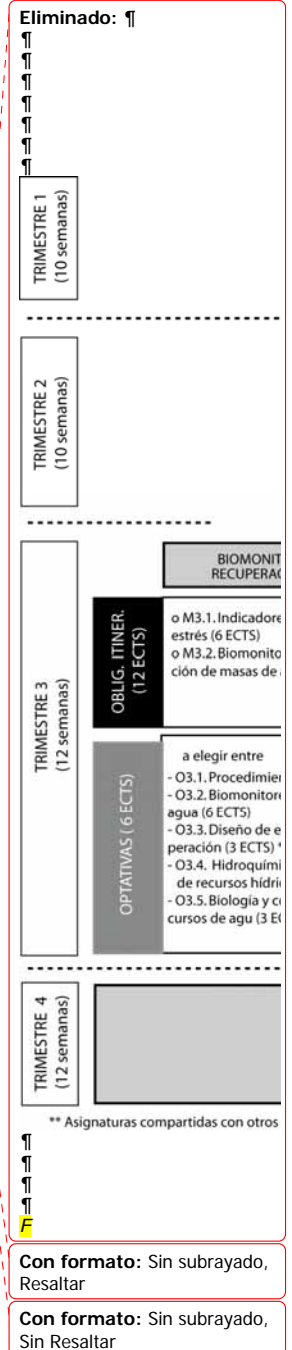 Eliminado: ¶
¶
¶
¶
¶
¶
¶
¶
TRIMESTRE 1
(10 semanas)
TRIMESTRE 2
(10 semanas)
TRIMESTRE 3
(12 semanas)
BIOMONIT
RECUPERAC
OBLIG. ITINER.
(12 ECTS)
o M3.1. Indicadore
estrés (6 ECTS)
o M3.2. Biomonito
ción de masas de
OPTATIVAS ( 6 ECTS)
a elegir entre
- O3.1. Procedimier
- O3.2. Biomonitore
agua (6 ECTS)
- O3.3. Diseño de e
peración (3 ECTS) *
- O3.4. Hidroquími
de recursos hídri
- O3.5. Biología y c
cursos de agu (3 E
TRIMESTRE 4
(12 semanas)
** Asignaturas compartidas con otros
¶
¶
¶
¶
F
Con formato: Sin subrayado,
Resaltar
Con formato: Sin subrayado,
Sin Resaltar